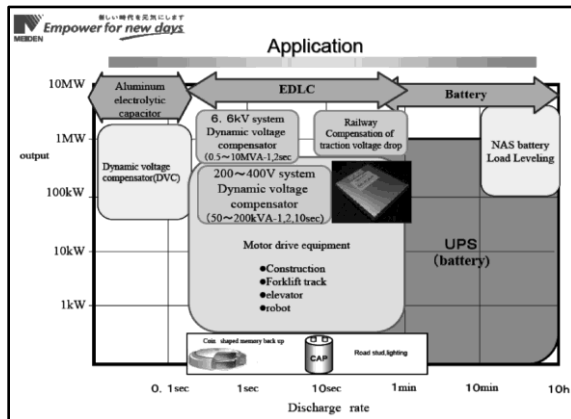 新しい時代を元気にします
MEIDEN
Empower for new days
Application
10MW
1MW
output
100kW
10kW
1kW
Aluminum
electrolytic
capacitor
EDLC
Battery
Dynamic voltage
compensator(DVC)
6. 6kV system
Dynamic voltage
compensator
(0.5～10MVA-1,2sec
Railway
Compensation of
traction voltage drop
NAS battery
Load Leveling
200～400V system
Dynamic voltage
compensator
(50～200kVA-1,2,10sec)
Motor drive equipment
●Construction
●Forklift track
●elevator
●robot
UPS
(battery)
Coin shaped memory back up
CAP
Road stud,lighting
0. 1sec
1sec
10sec
1min
10min
10h
Discharge rate